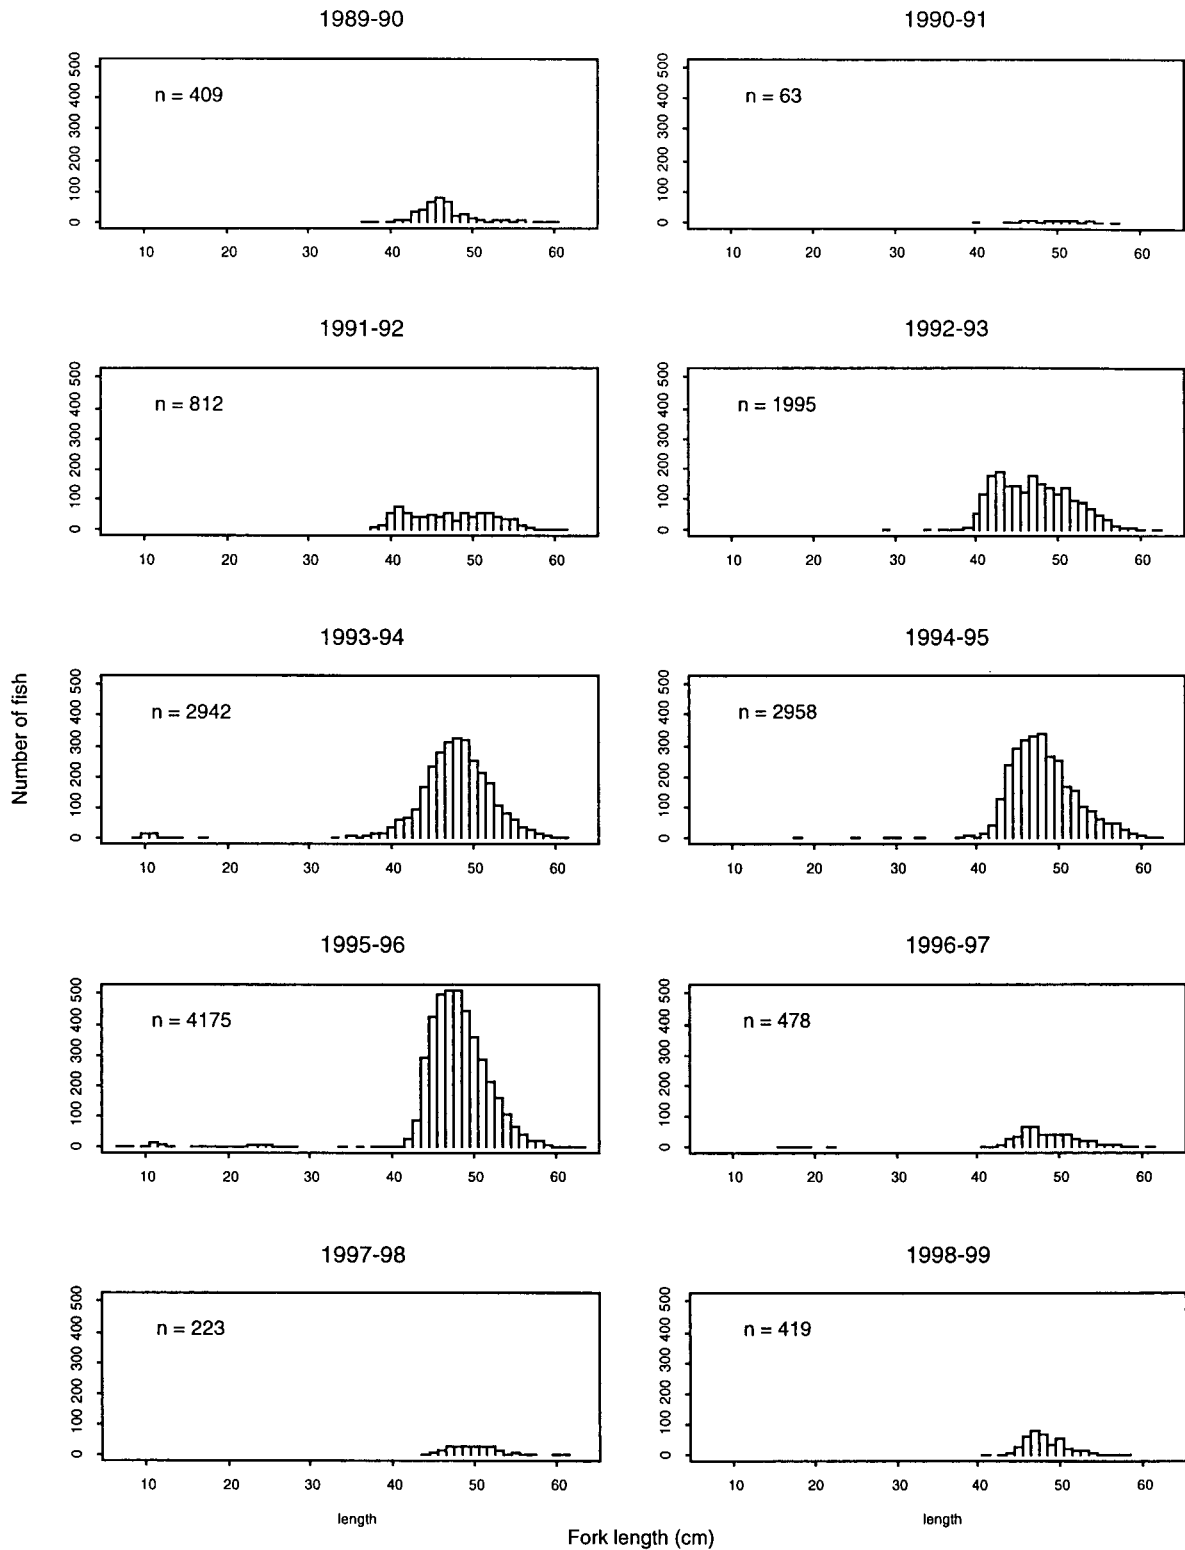 1989-90
1990-91
n = 409
n = 63
0 100 200 300 400 500
0 100 200 300 400 500
10 20 30 40 50 60
10 20 30 40 50 60
1991-92
1992-93
n = 812
n = 1995
0 100 200 300 400 500
0 100 200 300 400 500
10 20 30 40 50 60
10 20 30 40 50 60
1993-94
1994-95
n = 2942
n = 2958
0 100 200 300 400 500
0 100 200 300 400 500
10 20 30 40 50 60
10 20 30 40 50 60
Number of fish
1995-96
1996-97
n = 4175
n = 478
0 100 200 300 400 500
0 100 200 300 400 500
10 20 30 40 50 60
10 20 30 40 50 60
1997-98
1998-99
n = 223
n = 419
0 100 200 300 400 500
0 100 200 300 400 500
10 20 30 40 50 60
10 20 30 40 50 60
length
length
Fork length (cm)